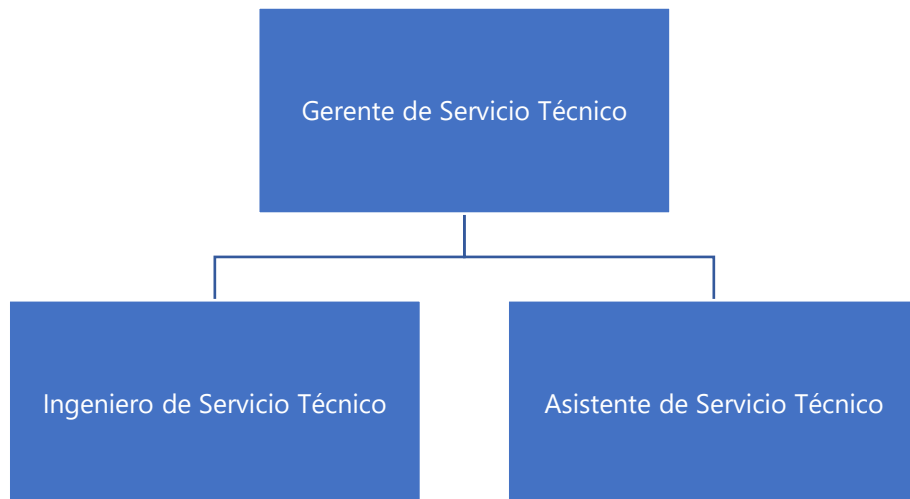 Gerente de Servicio Técnico
Ingeniero de Servicio Técnico
Asistente de Servicio Técnico